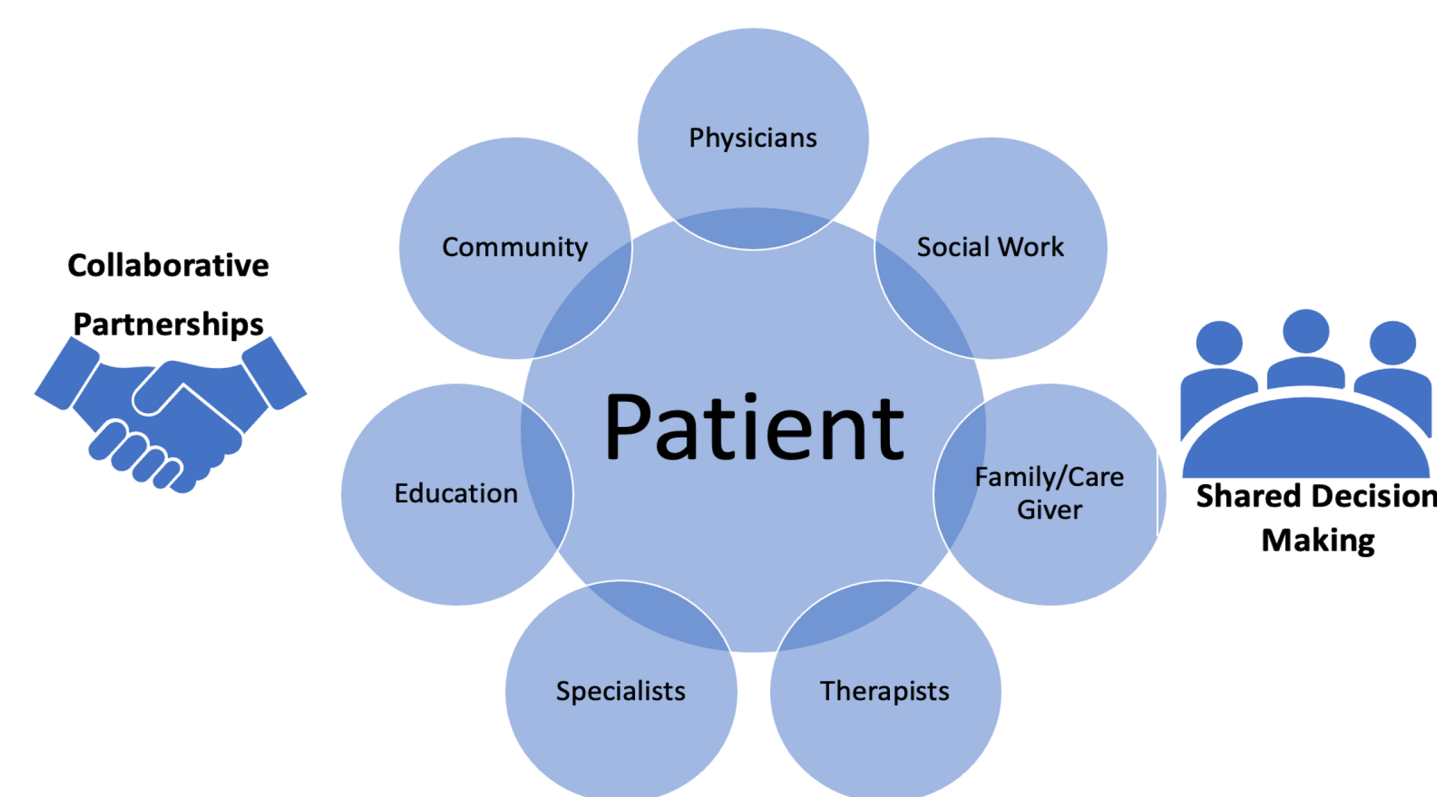 Physicians
Community
Social Work
Collaborative
Partnerships
Patient
Education
Family/Care
Giver
Shared Decision
Making
Specialists
Therapists